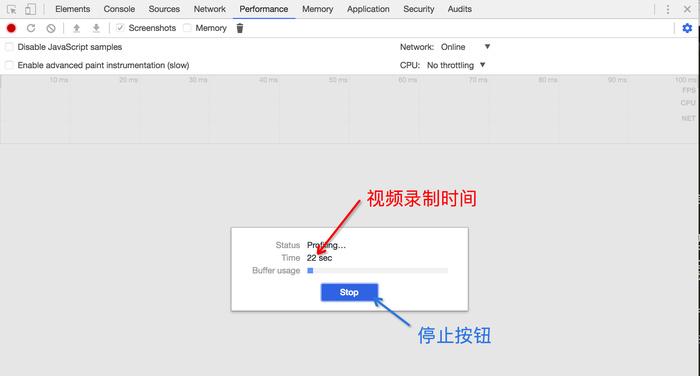 Elements Console Sources Network Performance Memory Application Security Audits
Screenshots Memory
Disable JavaScript samples Network: Online
Enable advanced paint instrumentation (slow) CPU: No throttling
10 ms 20 ms 30 ms 40 ms 50 ms 60 ms 70 ms 80 ms 90 ms 100 ms
FPS
CPU
NET
视频录制时间
Status Profiling...
Time 22 sec
Buffer usage
Stop
停止按钮